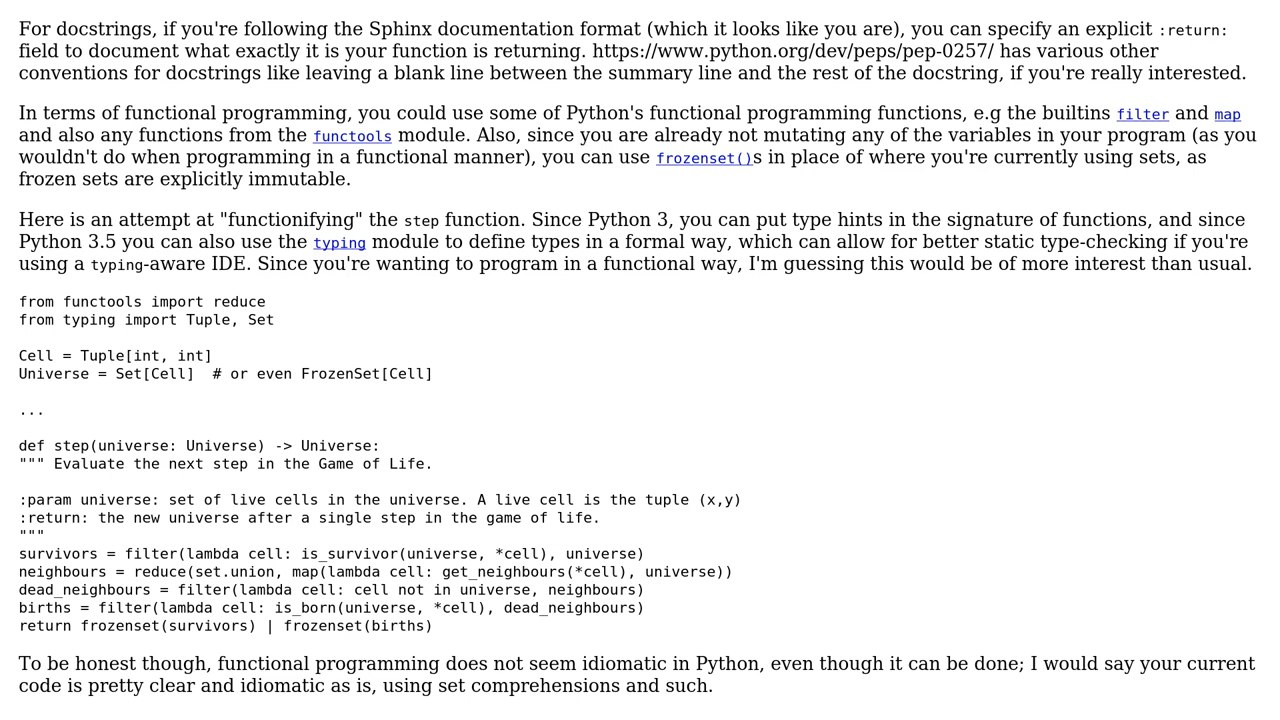 For docstrings, if you're following the Sphinx documentation format (which it looks like you are), you can specify an explicit :return:
field to document what exactly it is your function is returning. https://www.python.org/dev/peps/pep-0257/ has various other
conventions for docstrings like leaving a blank line between the summary line and the rest of the docstring, if you're really interested.
In terms of functional programming, you could use some of Python's functional programming functions, e.g the builtins filter and map
and also any functions from the functools module. Also, since you are already not mutating any of the variables in your program (as you
wouldn't do when programming in a functional manner), you can use frozenset()s in place of where you're currently using sets, as
frozen sets are explicitly immutable.
Here is an attempt at "functionifying" the step function. Since Python 3, you can put type hints in the signature of functions, and since
Python 3.5 you can also use the typing module to define types in a formal way, which can allow for better static type-checking if you're
using a typing-aware IDE. Since you're wanting to program in a functional way, I'm guessing this would be of more interest than usual.
from functools import reduce
from typing import Tuple, Set
Cell = Tuple[int, int]
Universe = Set[Cell]  # or even FrozenSet[Cell]
...
def step(universe: Universe) -> Universe:
""" Evaluate the next step in the Game of Life.
:param universe: set of live cells in the universe. A live cell is the tuple (x,y)
:return: the new universe after a single step in the game of life.
"""
survivors = filter(lambda cell: is_survivor(universe, *cell), universe)
neighbours = reduce(set.union, map(lambda cell: get_neighbours(*cell), universe))
dead_neighbours = filter(lambda cell: cell not in universe, neighbours)
births = filter(lambda cell: is_born(universe, *cell), dead_neighbours)
return frozenset(survivors) | frozenset(births)
To be honest though, functional programming does not seem idiomatic in Python, even though it can be done; I would say your current
code is pretty clear and idiomatic as is, using set comprehensions and such.